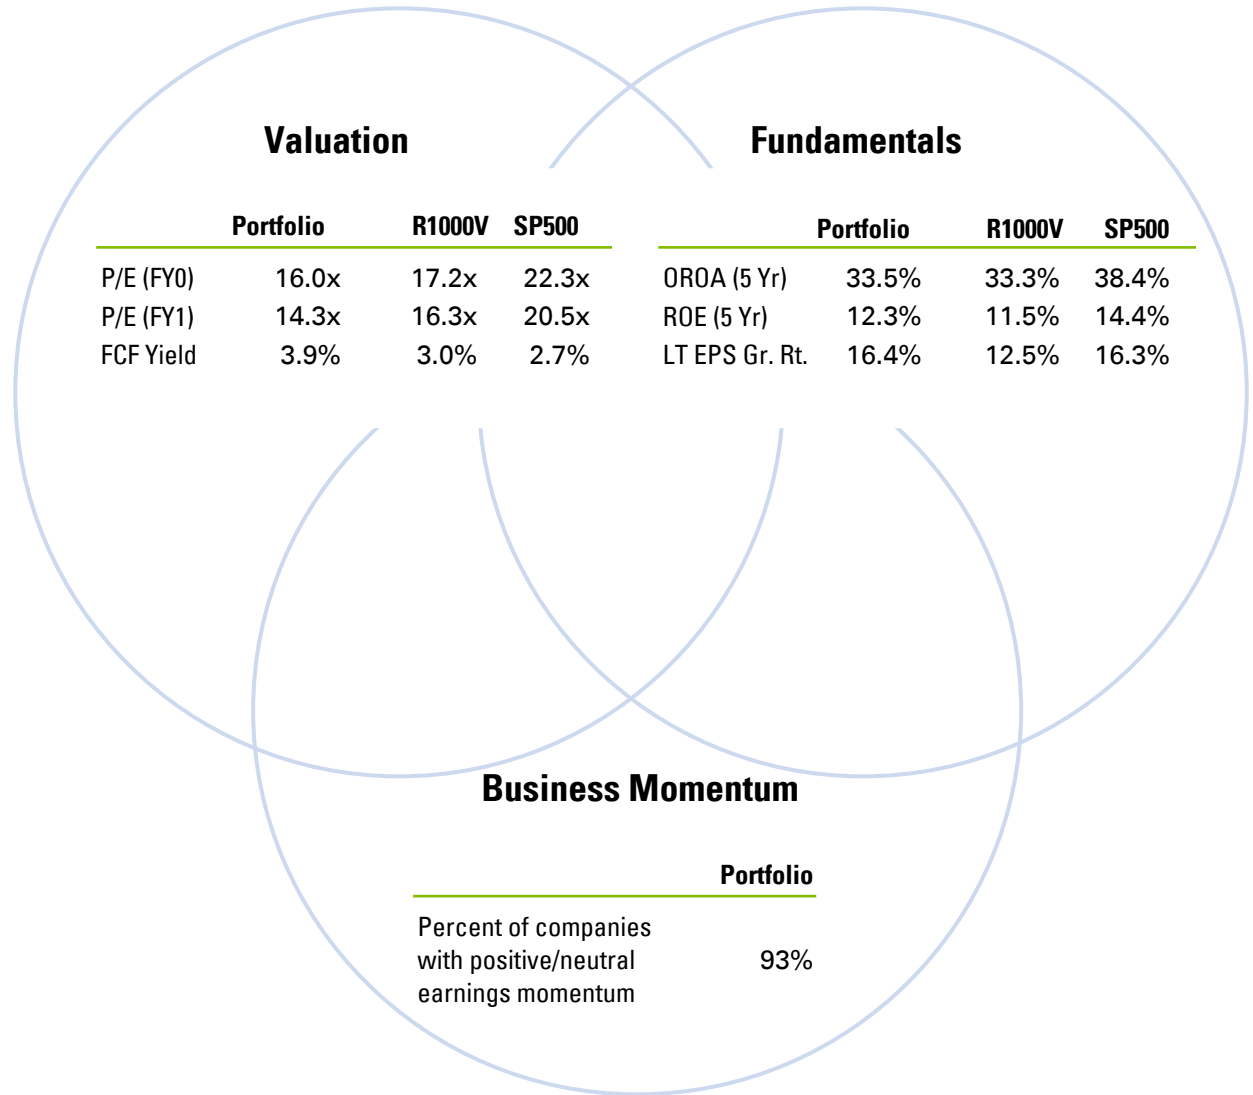 Valuation
Portfolio R1000V SP500
P/E (FY0) 16.0x 17.2x 22.3x
P/E (FY1) 14.3x 16.3x 20.5x
FCF Yield 3.9% 3.0% 2.7%
Fundamentals
Portfolio R1000V SP500
OROA (5 Yr) 33.5% 33.3% 38.4%
ROE (5 Yr) 12.3% 11.5% 14.4%
LT EPS Gr. Rt. 16.4% 12.5% 16.3%
Business Momentum
Portfolio
Percent of companies
with positive/neutral 93%
earnings momentum